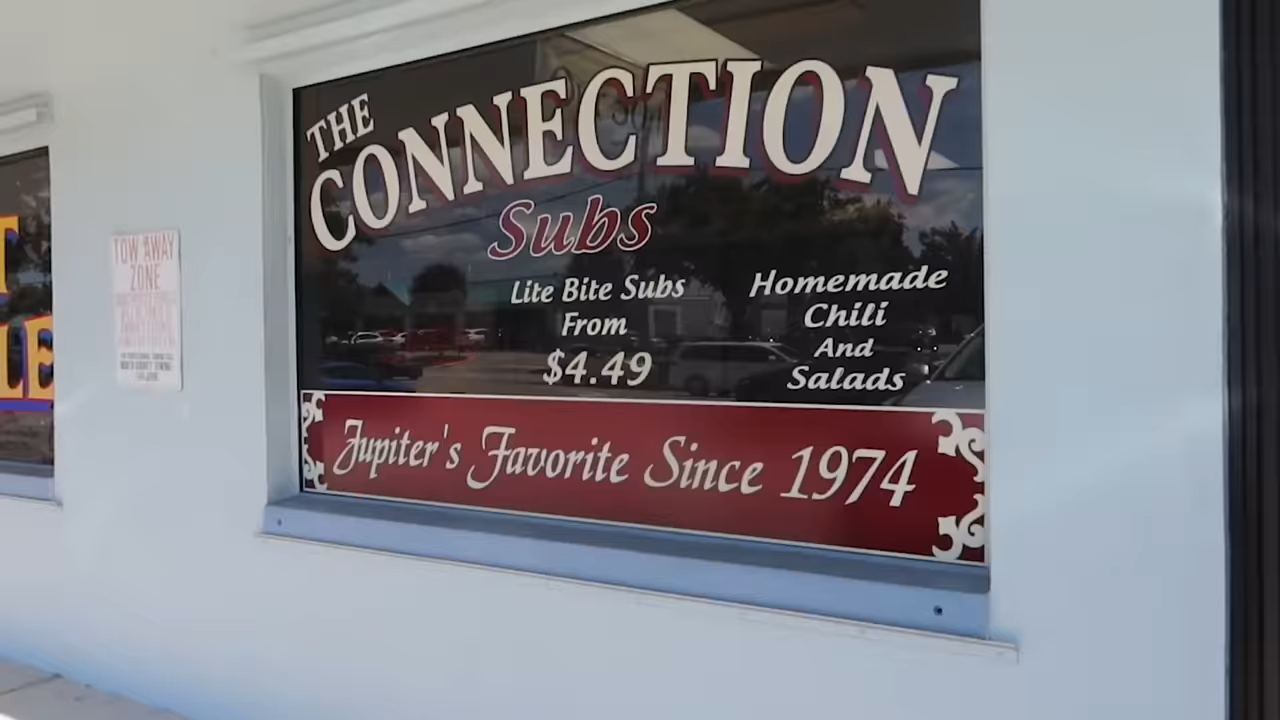 THE
CONNECTION
Subs
Lite Bite Subs
From
$4.49
Homemade
Chili
And
Salads
Jupiter's Favorite Since 1974
TOW AWAY
ZONE